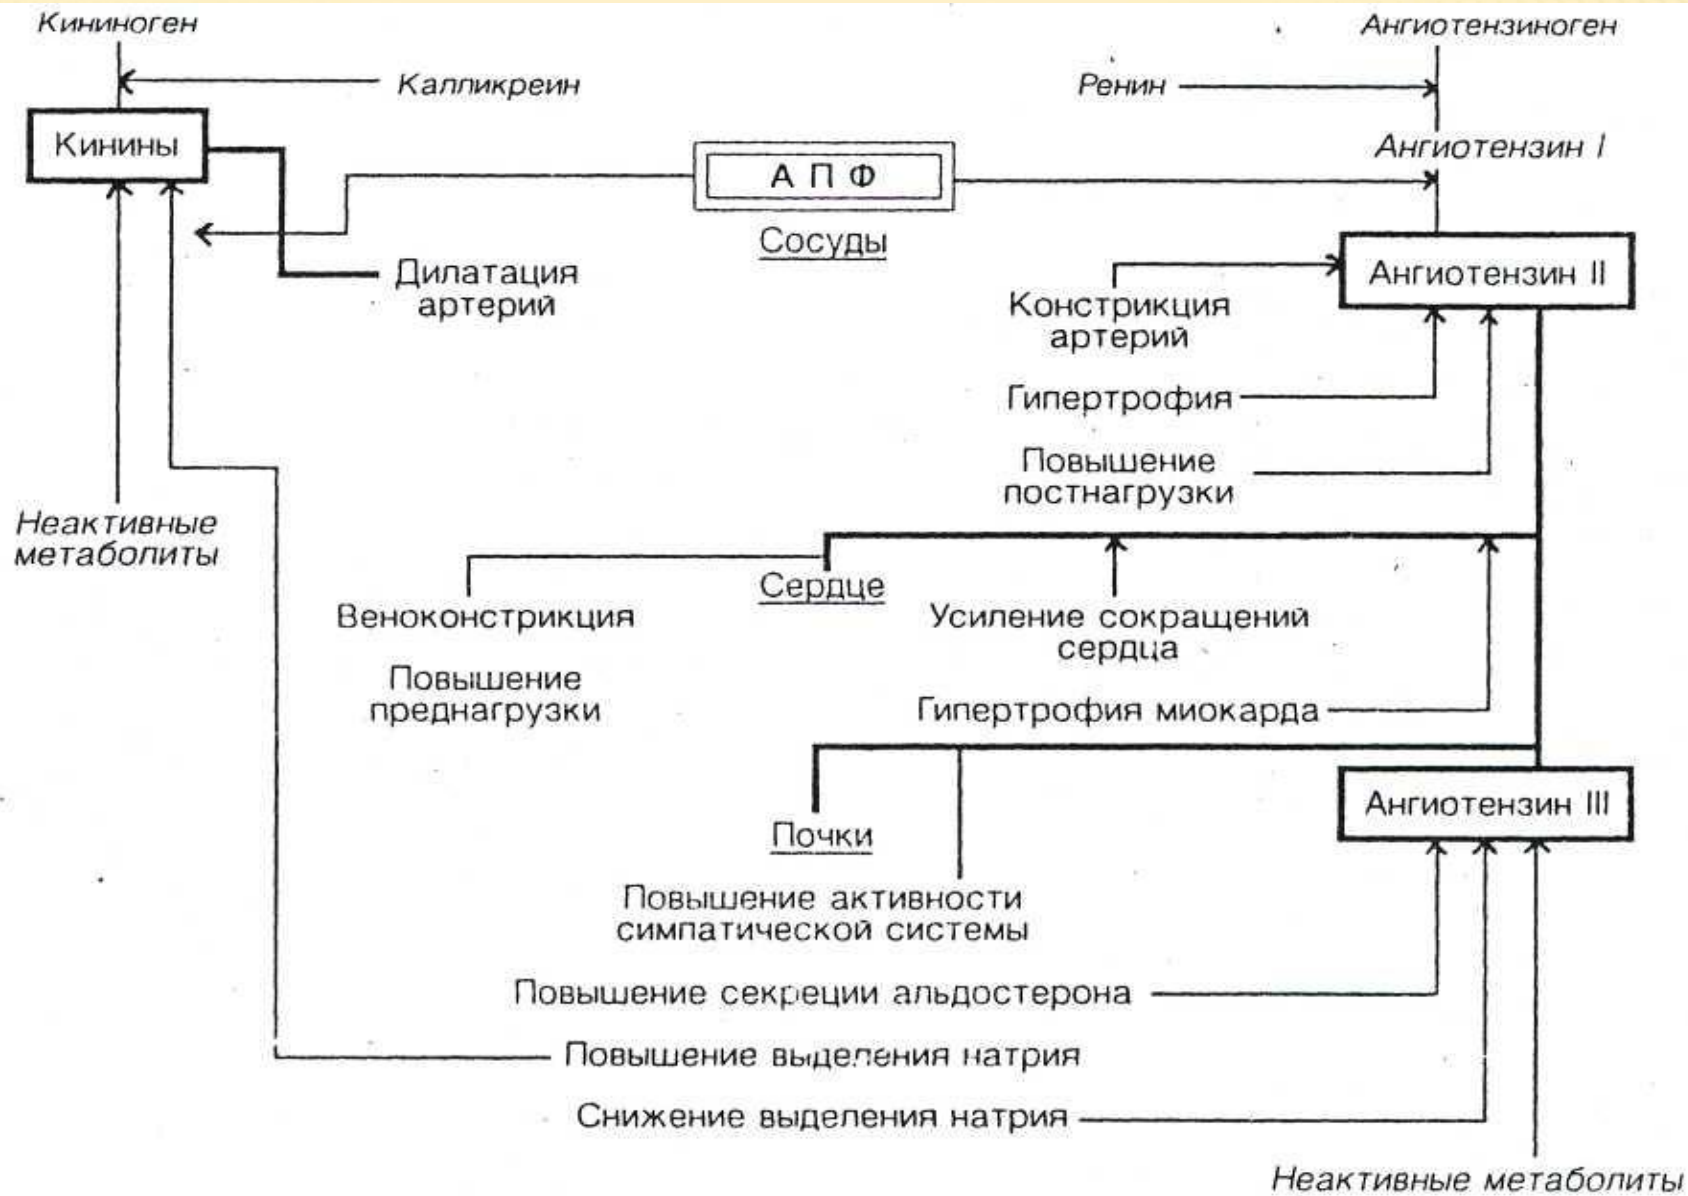 Кининоген
Ангиотензиноген
Калликреин
Ренин
Кинины
А П Ф
Ангиотензин I
Сосуды
Дилатация
артерий
Ангиотензин II
Констрикция
артерий
Гипертрофия
Повышение
постнагрузки
Неактивные
метаболиты
Сердце
Веноконстрикция
Усиление сокращений
сердца
Повышение
преднагрузки
Гипертрофия миокарда
Ангиотензин III
Почки
Повышение активности
симпатической системы
Повышение секреции альдостерона
Повышение выделения натрия
Снижение выделения натрия
Неактивные метаболиты